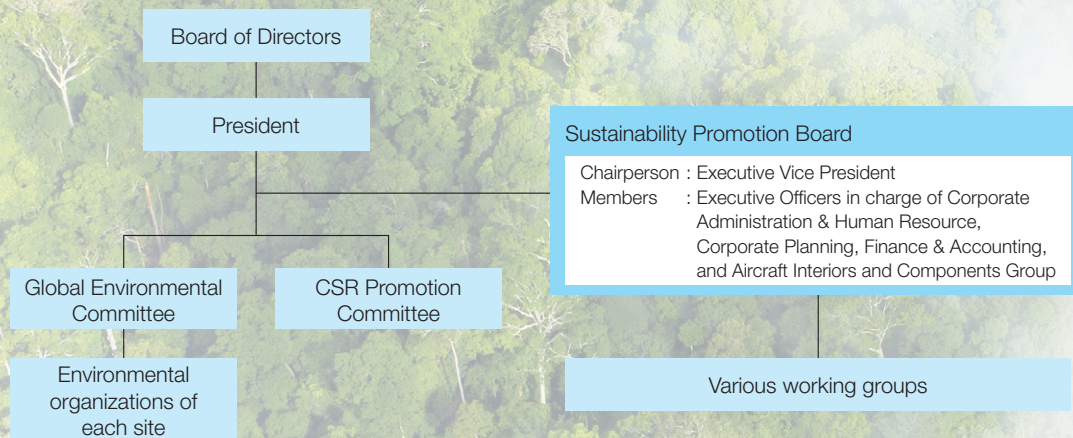 Board of Directors
President
Sustainability Promotion Board
Chairperson : Executive Vice President
Members : Executive Officers in charge of Corporate
Administration & Human Resource,
Corporate Planning, Finance & Accounting,
and Aircraft Interiors and Components Group
Global Environmental
Committee
CSR Promotion
Committee
Environmental
organizations of
each site
Various working groups